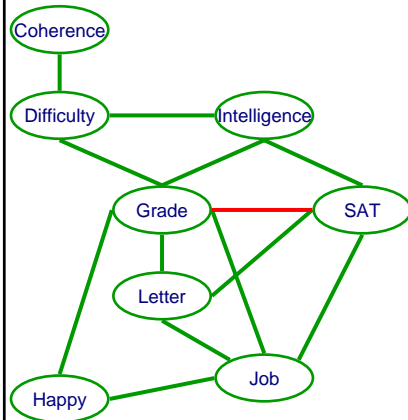 Coherence
Difficulty
Intelligence
Grade
SAT
Letter
Job
Happy